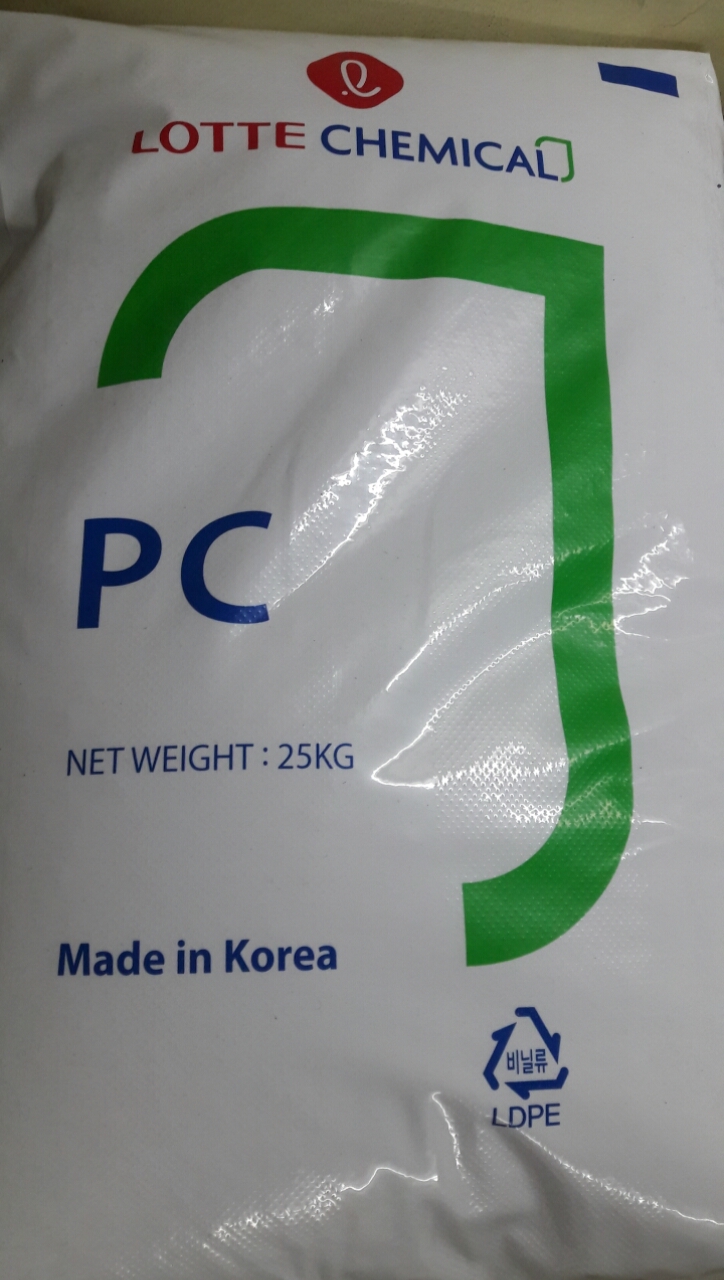 LOTTE CHEMICAL
PC
NET WEIGHT : 25KG
Made in Korea
비닐류
LDPE